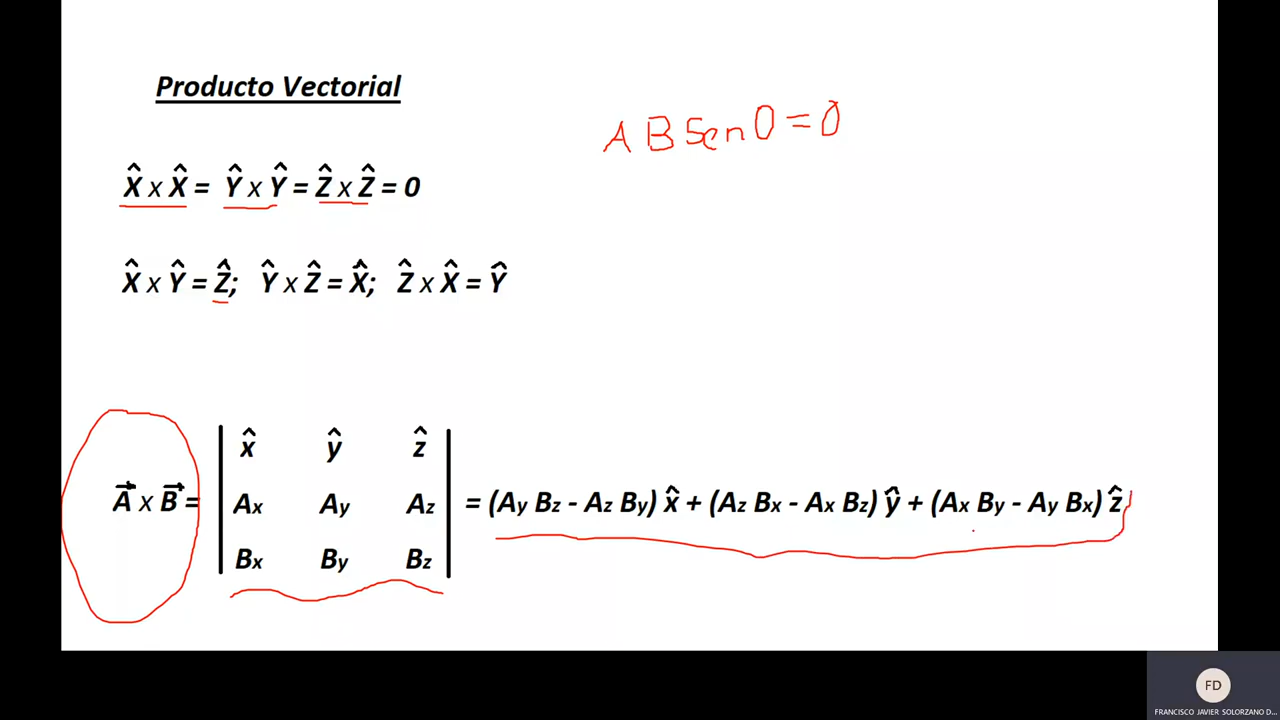 Producto Vectorial
A B Sen 0 = 0
X̂ x X̂ = Ŷ x Ŷ = Ẑ x Ẑ = 0
X̂ x Ŷ = Ẑ; Ŷ x Ẑ = X̂; Ẑ x X̂ = Ŷ
x̂ ŷ ẑ
A⃗ x B⃗ = Ax Ay Az = (Ay Bz - Az By) x̂ + (Az Bx - Ax Bz) ŷ + (Ax By - Ay Bx) ẑ
Bx By Bz
FD
FRANCISCO JAVIER SOLORZANO D...